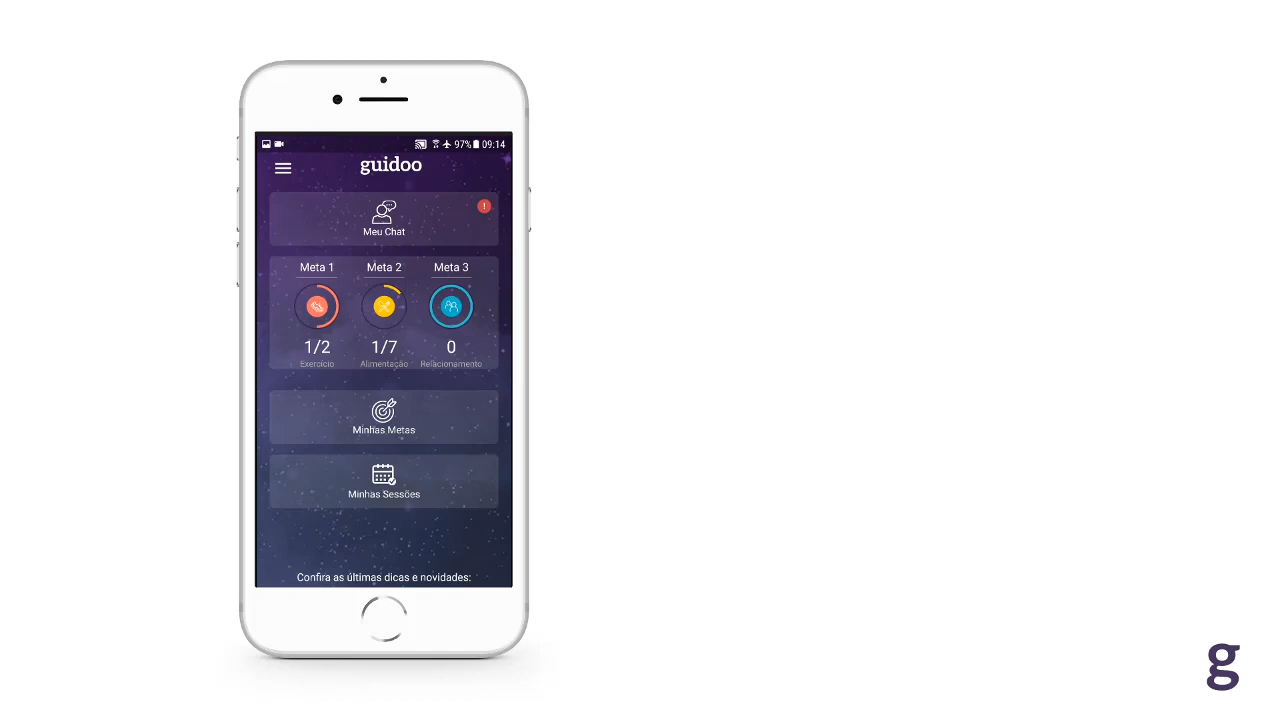 97% 09:14
guidoo
!
Meu Chat
Meta 1 Meta 2 Meta 3
1/2 1/7 0
Exercício Alimentação Relacionamento
Minhas Metas
Minhas Sessões
Confira as últimas dicas e novidades:
g